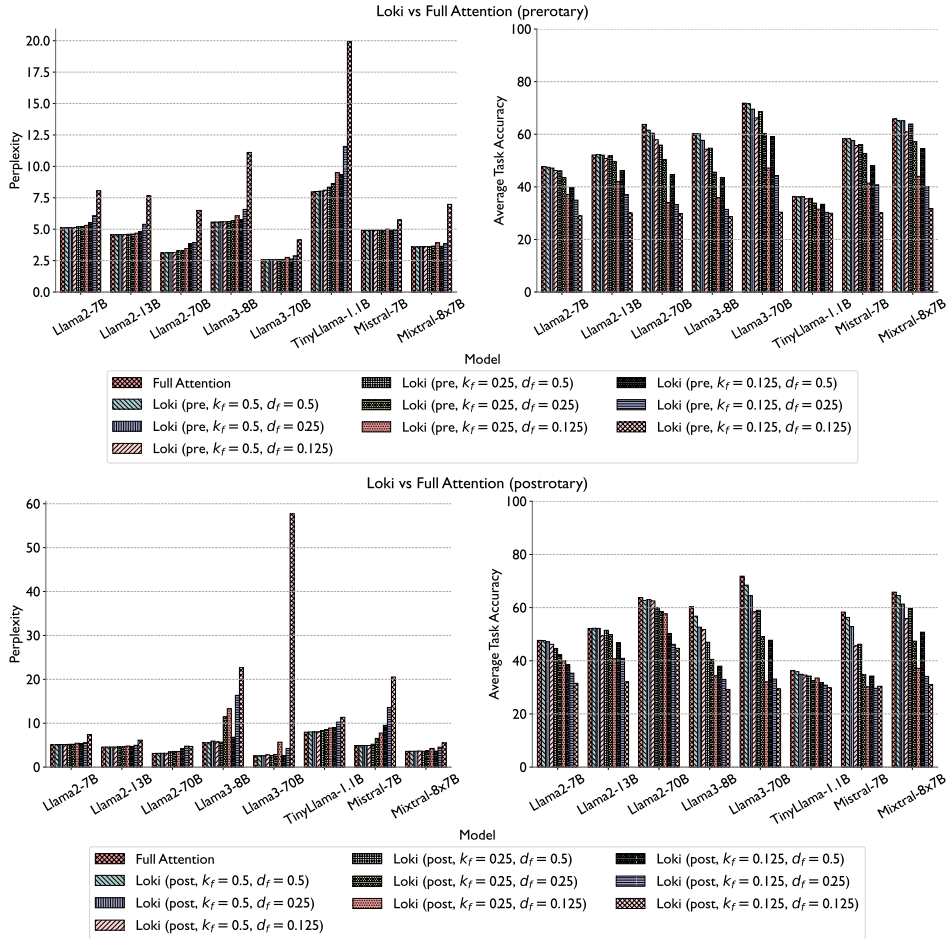 Loki vs Full Attention (prerotary)
Perplexity
20.0
17.5
15.0
12.5
10.0
7.5
5.0
2.5
0.0
Llama2-7B
Llama2-13B
Llama2-70B
Llama3-8B
Llama3-70B
TinyLlama-1.1B
Mistral-7B
Mixtral-8x7B
Average Task Accuracy
100
80
60
40
20
0
Llama2-7B
Llama2-13B
Llama2-70B
Llama3-8B
Llama3-70B
TinyLlama-1.1B
Mistral-7B
Mixtral-8x7B
Model
Full Attention
Loki (pre, k_f = 0.5, d_f = 0.5)
Loki (pre, k_f = 0.5, d_f = 0.25)
Loki (pre, k_f = 0.5, d_f = 0.125)
Loki (pre, k_f = 0.25, d_f = 0.5)
Loki (pre, k_f = 0.25, d_f = 0.25)
Loki (pre, k_f = 0.25, d_f = 0.125)
Loki (pre, k_f = 0.125, d_f = 0.5)
Loki (pre, k_f = 0.125, d_f = 0.25)
Loki (pre, k_f = 0.125, d_f = 0.125)
Loki vs Full Attention (postrotary)
Perplexity
60
50
40
30
20
10
0
Llama2-7B
Llama2-13B
Llama2-70B
Llama3-8B
Llama3-70B
TinyLlama-1.1B
Mistral-7B
Mixtral-8x7B
Average Task Accuracy
100
80
60
40
20
0
Llama2-7B
Llama2-13B
Llama2-70B
Llama3-8B
Llama3-70B
TinyLlama-1.1B
Mistral-7B
Mixtral-8x7B
Model
Full Attention
Loki (post, k_f = 0.5, d_f = 0.5)
Loki (post, k_f = 0.5, d_f = 0.25)
Loki (post, k_f = 0.5, d_f = 0.125)
Loki (post, k_f = 0.25, d_f = 0.5)
Loki (post, k_f = 0.25, d_f = 0.25)
Loki (post, k_f = 0.25, d_f = 0.125)
Loki (post, k_f = 0.125, d_f = 0.5)
Loki (post, k_f = 0.125, d_f = 0.25)
Loki (post, k_f = 0.125, d_f = 0.125)